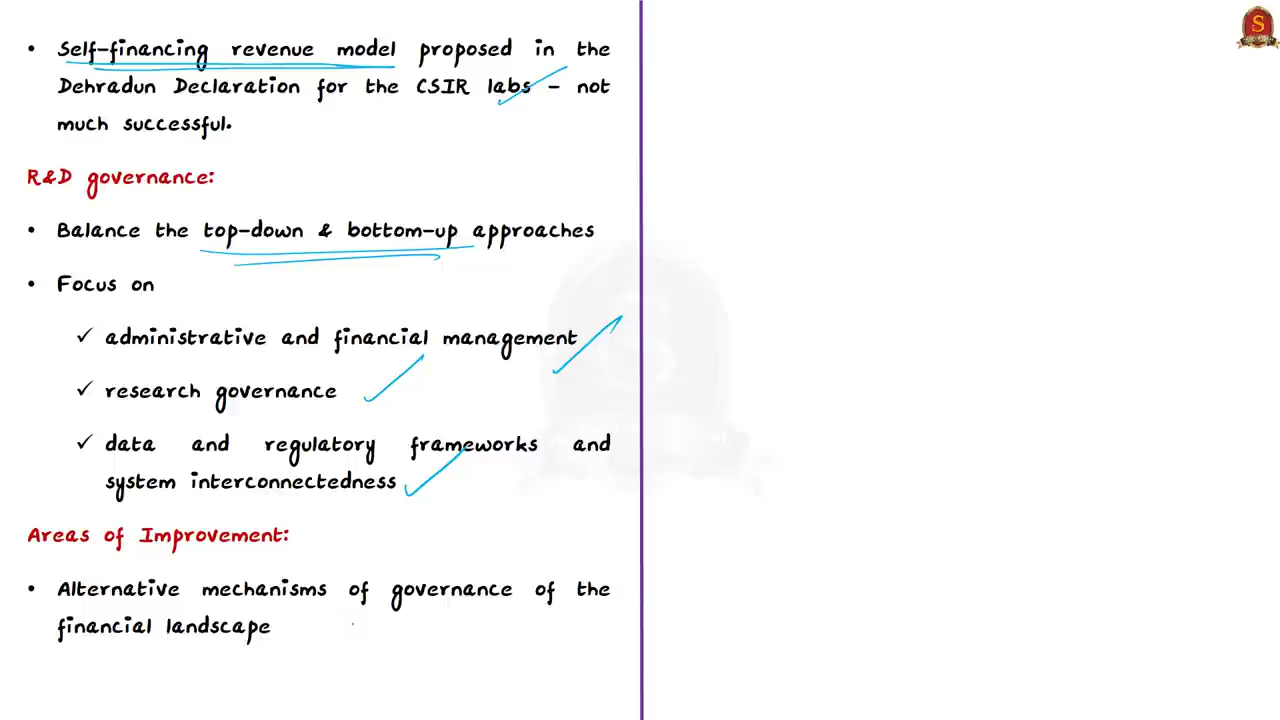 • Self-financing revenue model proposed in the
Dehradun Declaration for the CSIR labs – not
much successful.
R&D governance:
• Balance the top-down & bottom-up approaches
• Focus on
✓ administrative and financial management
✓ research governance
✓ data and regulatory frameworks and
system interconnectedness
Areas of Improvement:
• Alternative mechanisms of governance of the
financial landscape
S